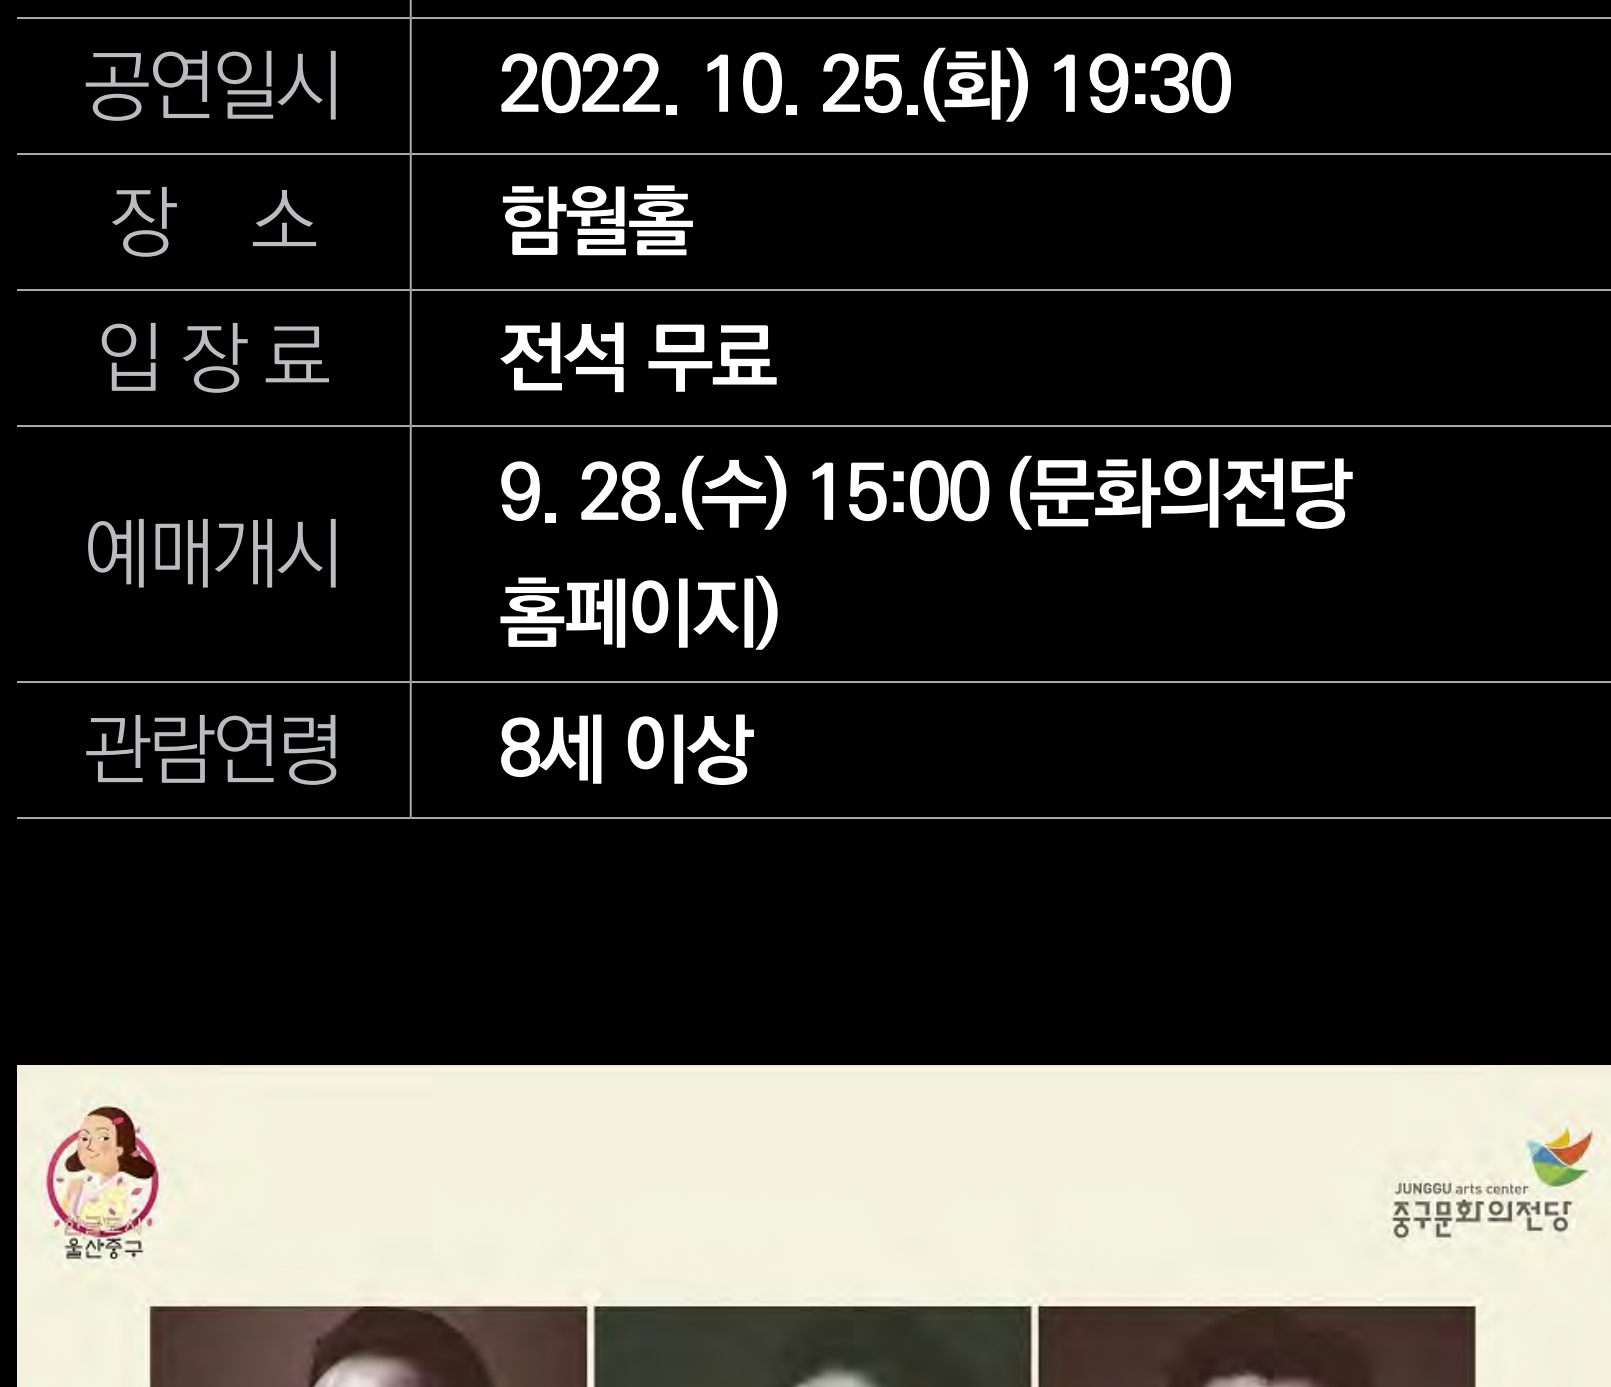 공연일시 2022. 10. 25.(화) 19:30
장 소 함월홀
입 장 료 전석 무료
예매개시 9. 28.(수) 15:00 (문화의전당
홈페이지)
관람연령 8세 이상
울산중구
JUNGGU arts center
중구문화의전당